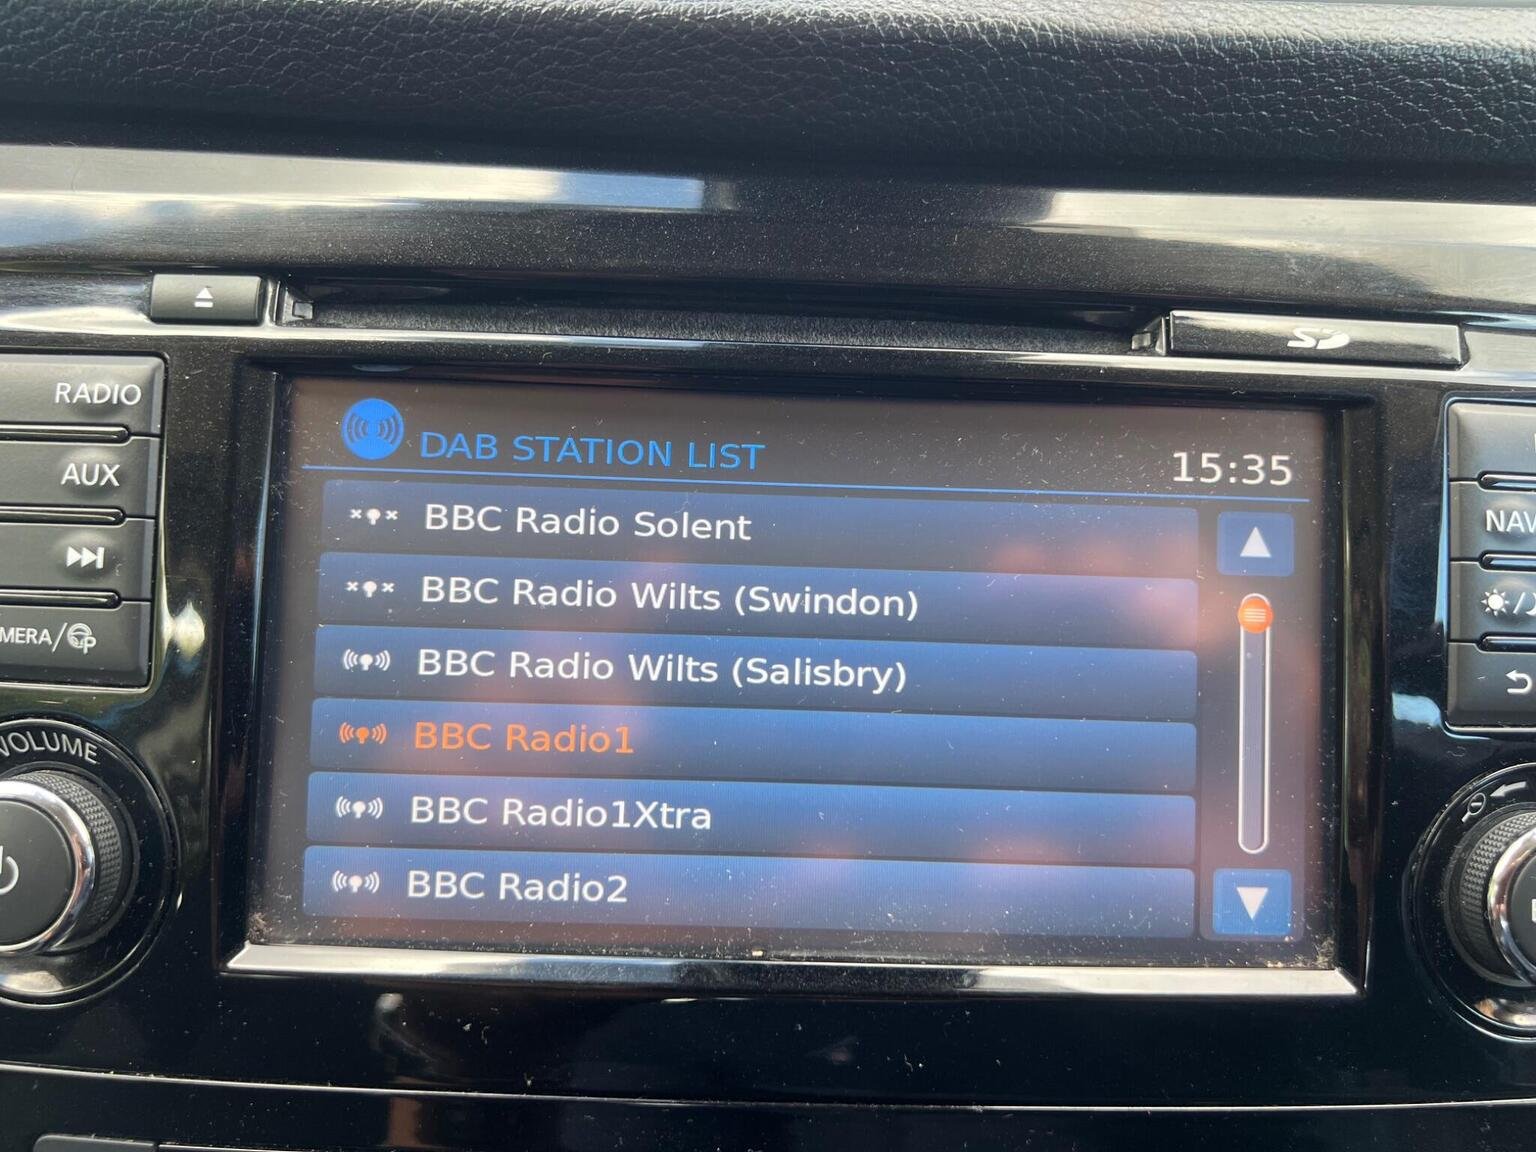 SD
RADIO
AUX
MERA/
VOLUME
DAB STATION LIST
15:35
BBC Radio Solent
BBC Radio Wilts (Swindon)
BBC Radio Wilts (Salisbry)
BBC Radio1
BBC Radio1Xtra
BBC Radio2
NAV